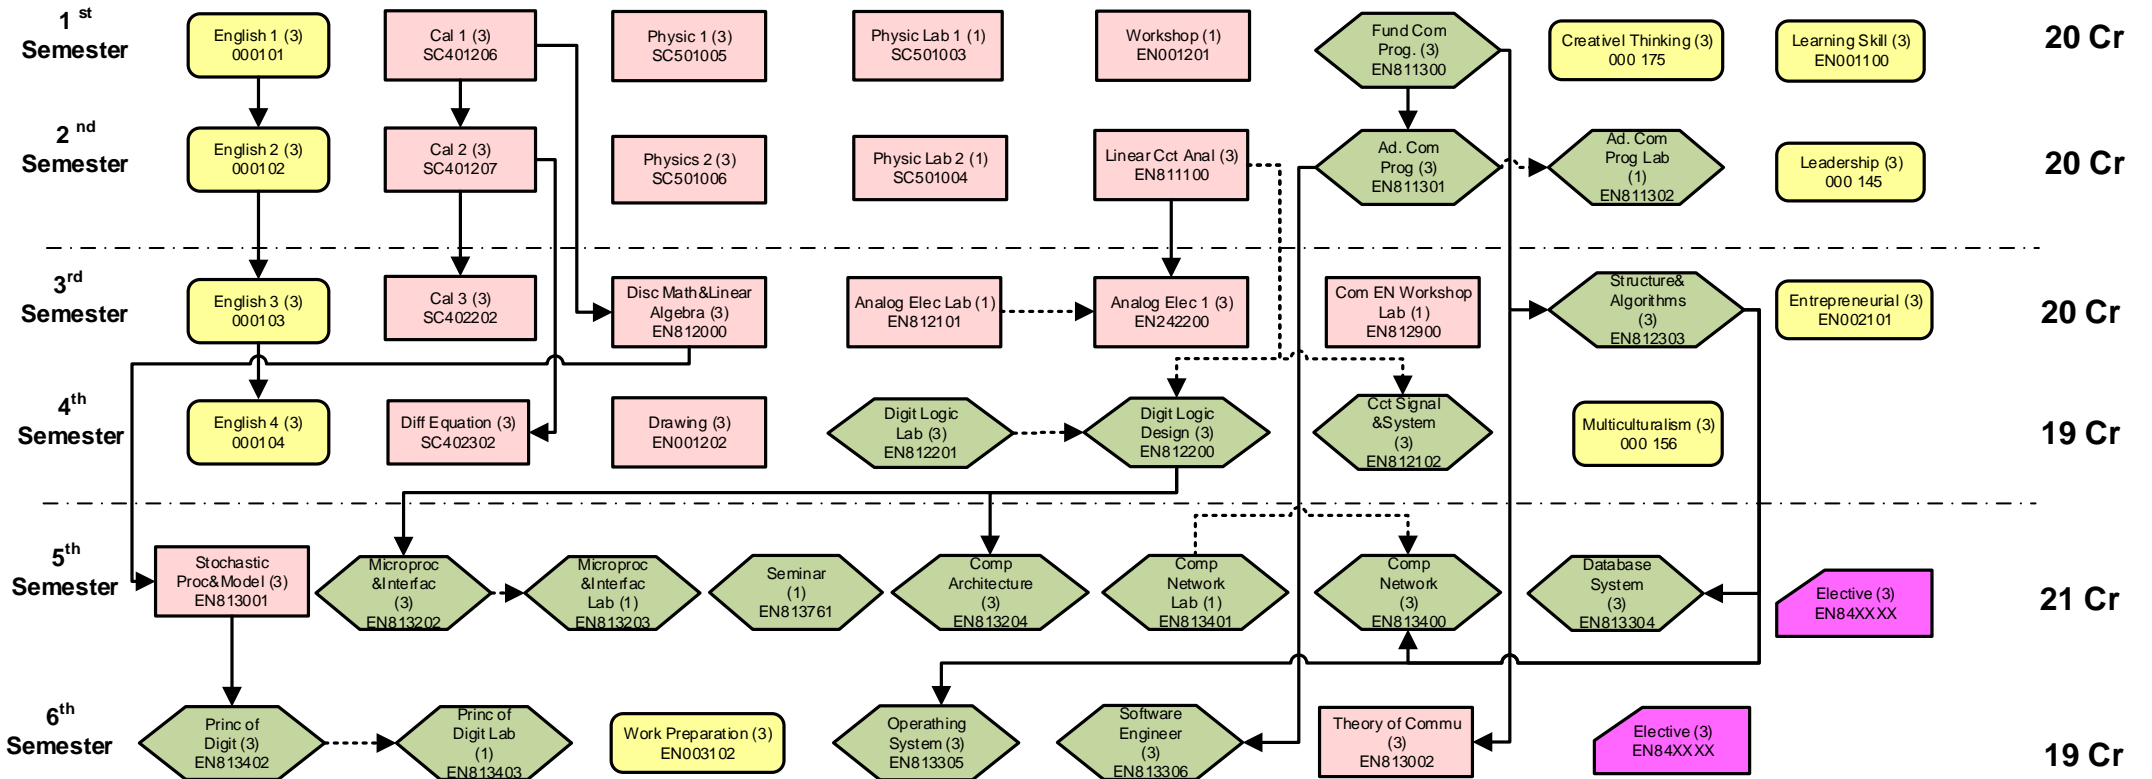 1 st
Semester
English 1 (3)
000101
Cal 1 (3)
SC401206
Physic 1 (3)
SC501005
Physic Lab 1 (1)
SC501003
Workshop (1)
EN001201
Fund Com
Prog. (3)
EN811300
Creativel Thinking (3)
000 175
Learning Skill (3)
EN001100
20 Cr
2 nd
Semester
English 2 (3)
000102
Cal 2 (3)
SC401207
Physics 2 (3)
SC501006
Physic Lab 2 (1)
SC501004
Linear Cct Anal (3)
EN811100
Ad. Com
Prog (3)
EN811301
Ad. Com
Prog Lab
(1)
EN811302
Leadership (3)
000 145
20 Cr
3rd
Semester
English 3 (3)
000103
Cal 3 (3)
SC402202
Disc Math&Linear
Algebra (3)
EN812000
Analog Elec Lab (1)
EN812101
Analog Elec 1 (3)
EN242200
Com EN Workshop
Lab (1)
EN812900
Structure&
Algorithms
(3)
EN812303
Entrepreneurial (3)
EN002101
20 Cr
4th
Semester
English 4 (3)
000104
Diff Equation (3)
SC402302
Drawing (3)
EN001202
Digit Logic
Lab (3)
EN812201
Digit Logic
Design (3)
EN812200
Cct Signal
&System
(3)
EN812102
Multiculturalism (3)
000 156
19 Cr
5th
Semester
Stochastic
Proc&Model (3)
EN813001
Microproc
&Interfac
(3)
EN813202
Microproc
&Interfac
Lab (1)
EN813203
Seminar
(1)
EN813761
Comp
Architecture
(3)
EN813204
Comp
Network
Lab (1)
EN813401
Comp
Network
(3)
EN813400
Database
System
(3)
EN813304
Elective (3)
EN84XXXX
21 Cr
6th
Semester
Princ of
Digit (3)
EN813402
Princ of
Digit Lab
(1)
EN813403
Work Preparation (3)
EN003102
Operathing
System (3)
EN813305
Software
Engineer
(3)
EN813306
Theory of Commu
(3)
EN813002
Elective (3)
EN84XXXX
19 Cr